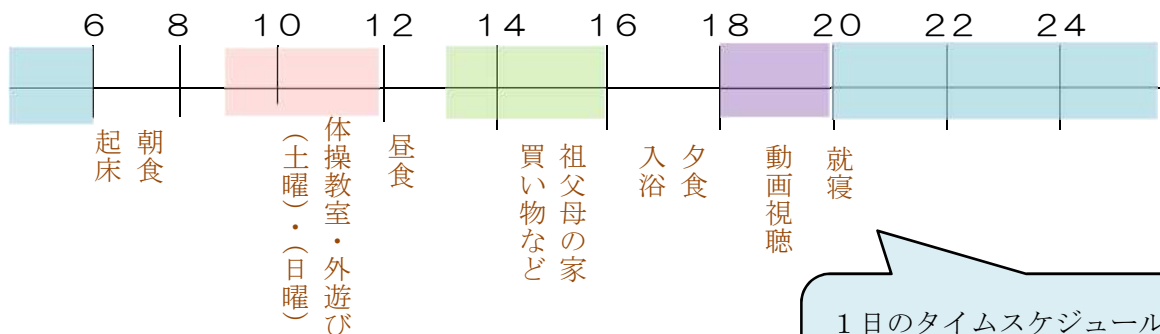 6 8 10 12 14 16 18 20 22 24
起床
朝食
体操教室・外遊び
(土曜)・(日曜)
昼食
祖父母の家
買い物など
夕食
入浴
動画視聴
就寝
1日のタイムスケジュール